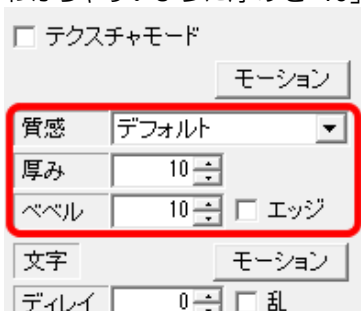 テクスチャモード
モーション
質感 デフォルト
厚み 10
ベベル 10 エッジ
文字 モーション
ディレイ 0 乱